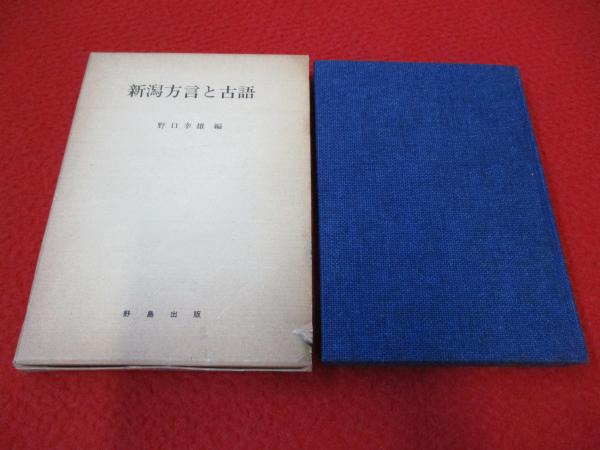 新潟方言と古語
野口幸雄 編
野島出版